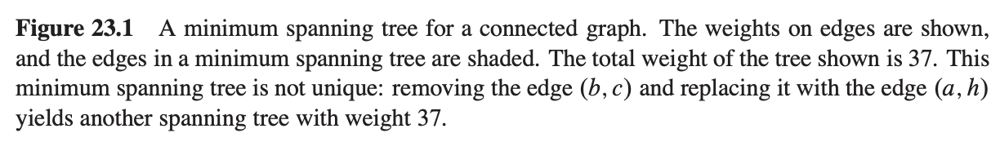 Figure 23.1 A minimum spanning tree for a connected graph. The weights on edges are shown,
and the edges in a minimum spanning tree are shaded. The total weight of the tree shown is 37. This
minimum spanning tree is not unique: removing the edge (b, c) and replacing it with the edge (a, h)
yields another spanning tree with weight 37.